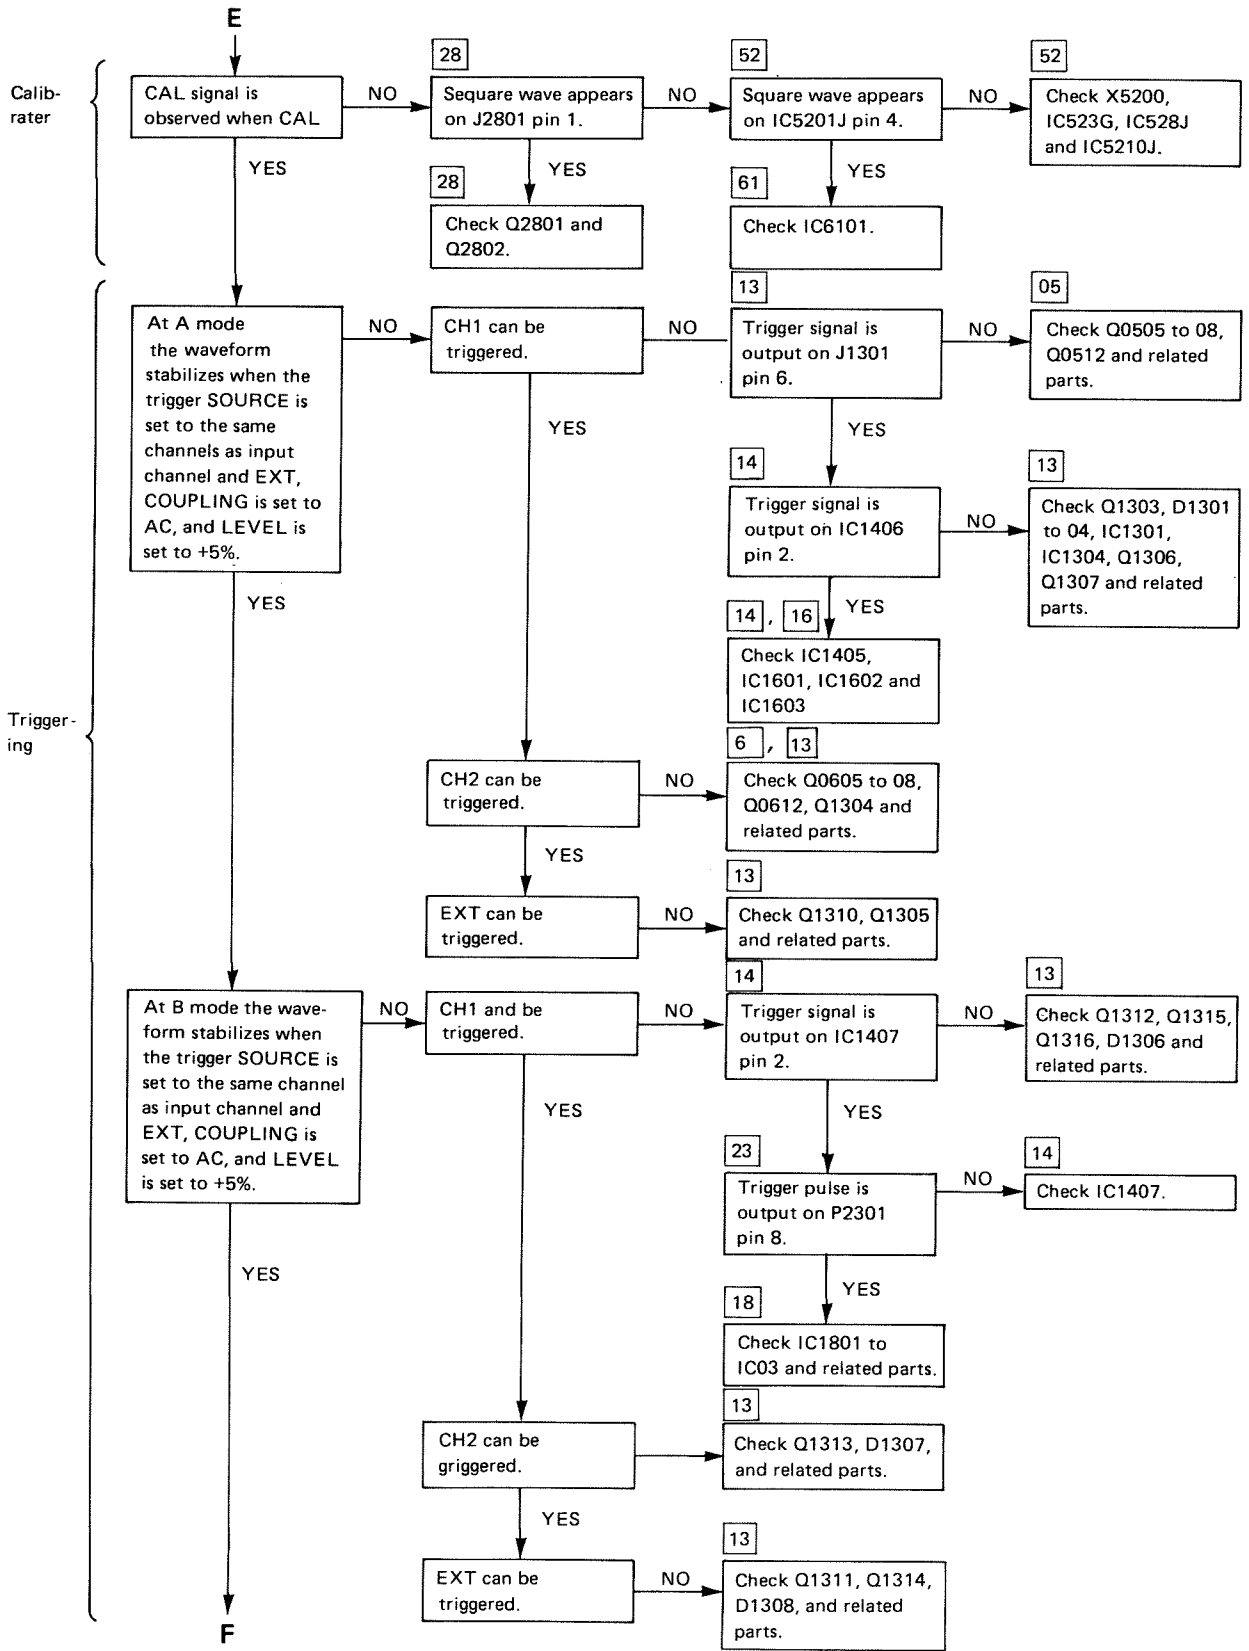 E
Calib-
rater
CAL signal is
observed when CAL
NO
28
Sequare wave appears
on J2801 pin 1.
NO
52
Square wave appears
on IC5201J pin 4.
NO
52
Check X5200,
IC523G, IC528J
and IC5210J.
YES
YES
28
Check Q2801 and
Q2802.
YES
61
Check IC6101.
Trigger-
ing
At A mode
the waveform
stabilizes when the
trigger SOURCE is
set to the same
channels as input
channel and EXT,
COUPLING is set to
AC, and LEVEL is
set to +5%.
NO
CH1 can be
triggered.
NO
13
Trigger signal is
output on J1301
pin 6.
NO
05
Check Q0505 to 08,
Q0512 and related
parts.
YES
YES
YES
14
Trigger signal is
output on IC1406
pin 2.
NO
13
Check Q1303, D1301
to 04, IC1301,
IC1304, Q1306,
Q1307 and related
parts.
YES
14 , 16
Check IC1405,
IC1601, IC1602 and
IC1603
CH2 can be
triggered.
NO
6 , 13
Check Q0605 to 08,
Q0612, Q1304 and
related parts.
YES
EXT can be
triggered.
NO
13
Check Q1310, Q1305
and related parts.
At B mode the wave-
form stabilizes when
the trigger SOURCE is
set to the same channel
as input channel and
EXT, COUPLING is
set to AC, and LEVEL
is set to +5%.
NO
CH1 and be
triggered.
NO
14
Trigger signal is
output on IC1407
pin 2.
NO
13
Check Q1312, Q1315,
Q1316, D1306 and
related parts.
YES
YES
YES
23
Trigger pulse is
output on P2301
pin 8.
NO
14
Check IC1407.
YES
18
Check IC1801 to
IC03 and related parts.
CH2 can be
griggered.
13
Check Q1313, D1307,
and related parts.
YES
EXT can be
triggered.
NO
13
Check Q1311, Q1314,
D1308, and related
parts.
F